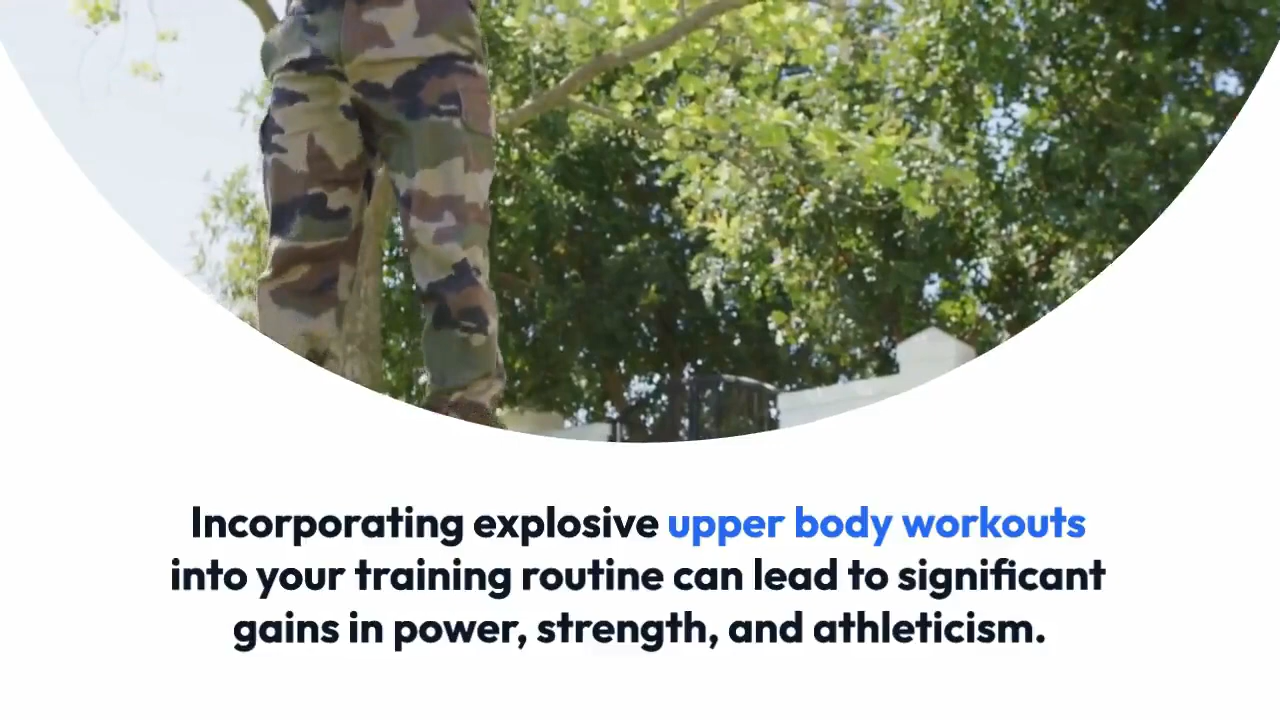 Incorporating explosive upper body workouts
into your training routine can lead to significant
gains in power, strength, and athleticism.